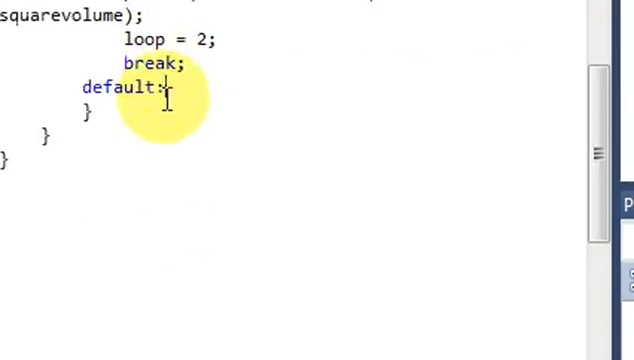 squarevolume);
loop = 2;
break;
default:
}
}
}
p